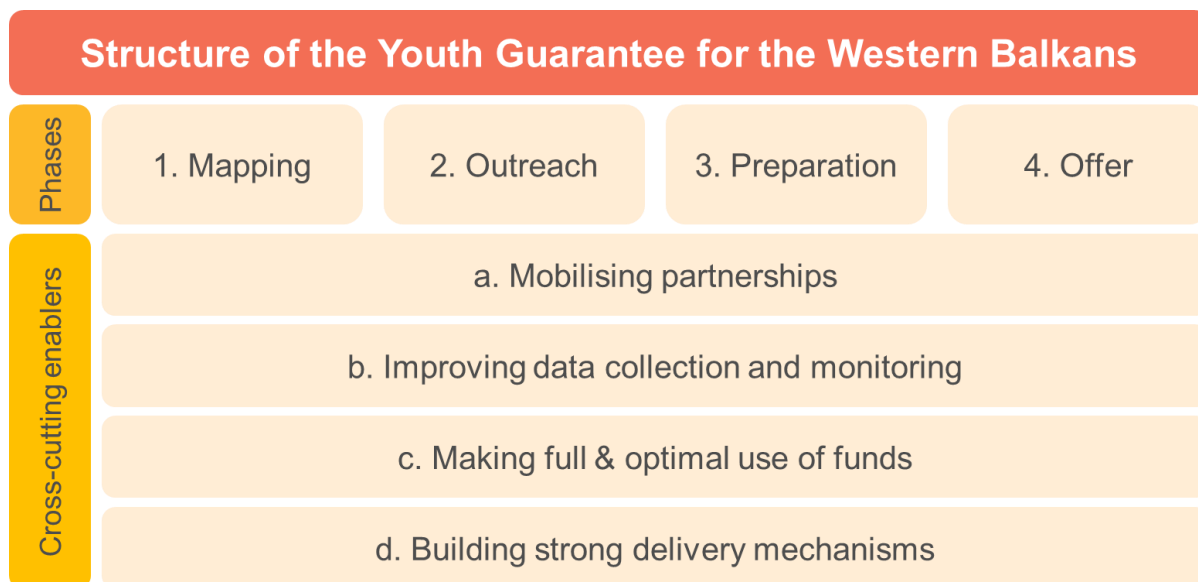 Structure of the Youth Guarantee for the Western Balkans
Phases
1. Mapping
2. Outreach
3. Preparation
4. Offer
Cross-cutting enablers
a. Mobilising partnerships
b. Improving data collection and monitoring
c. Making full & optimal use of funds
d. Building strong delivery mechanisms